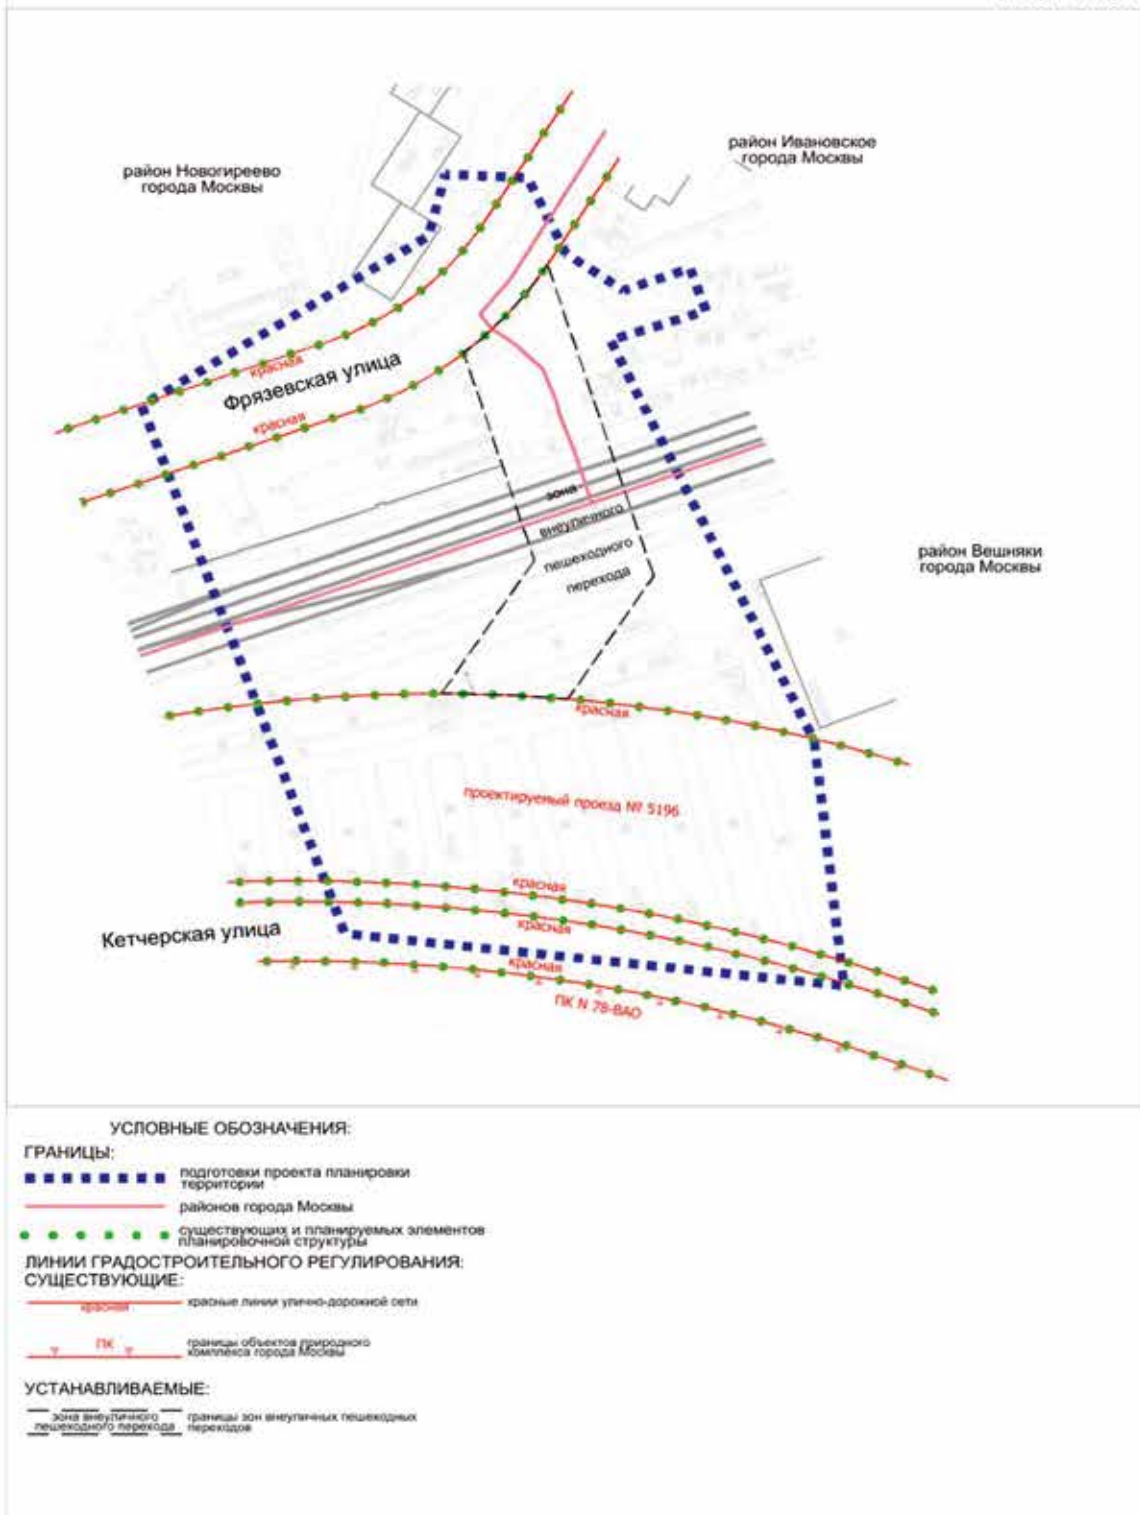 район Новогиреево
города Москвы
район Ивановское
города Москвы
красная
Фрязевская улица
красная
зона
внеуличного
пешеходного
перехода
район Вешняки
города Москвы
красная
проектируемый проезд № 5196
красная
красная
Кетчерская улица
красная
ПК N 78-ВАО
УСЛОВНЫЕ ОБОЗНАЧЕНИЯ:
ГРАНИЦЫ:
подготовки проекта планировки
территории
районов города Москвы
существующих и планируемых элементов
планировочной структуры
ЛИНИИ ГРАДОСТРОИТЕЛЬНОГО РЕГУЛИРОВАНИЯ:
СУЩЕСТВУЮЩИЕ:
красная
красные линии улично-дорожной сети
ПК
границы объектов природного
комплекса города Москвы
УСТАНАВЛИВАЕМЫЕ:
зона внеуличного
пешеходного перехода
границы зон внеуличных пешеходных
переходов